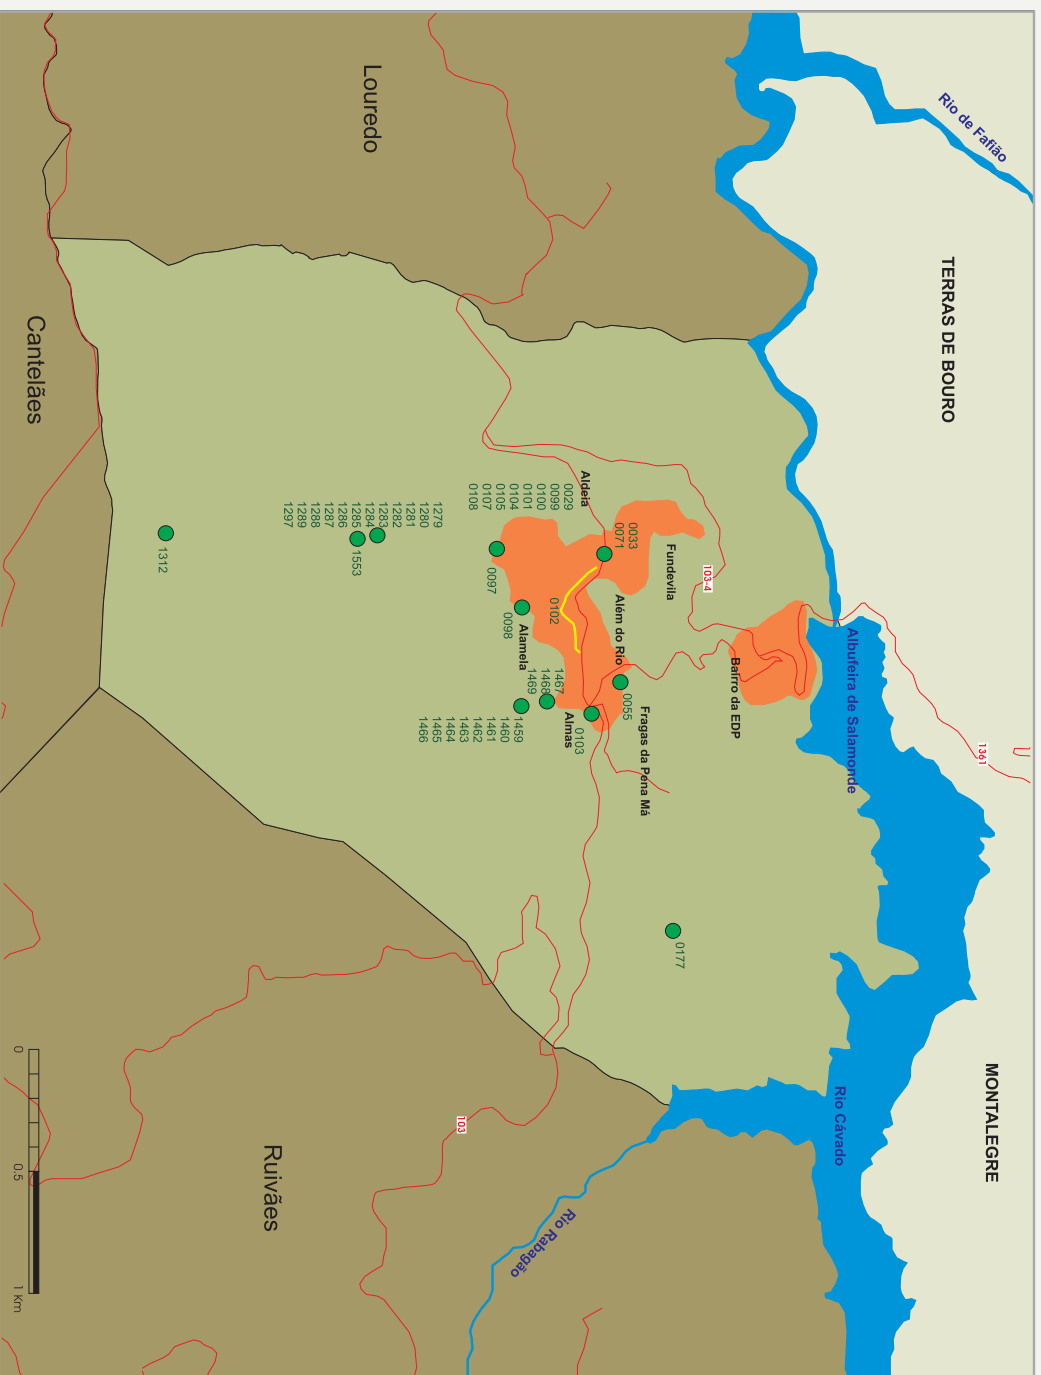 Rio de Fafião
TERRAS DE BOURO
MONTALEGRE
Louredo
Cantelães
Ruivães
1361
Albufeira de Salamonde
Rio Cávado
Rio Rabagão
103-4
103
Bairro da EDP
Fundevila
0033
0071
Aldeia
0029
0099
0100
0101
0104
0105
0107
0108
Além do Rio
0055
Fragas da Pena Má
0102
0097
0098
Alamela
0103
Almas
1467
1468
1469
1459
1460
1461
1462
1463
1464
1465
1466
0177
1279
1280
1281
1282
1283
1284
1285
1286
1287
1288
1289
1297
1553
1312
0
0.5
1 Km